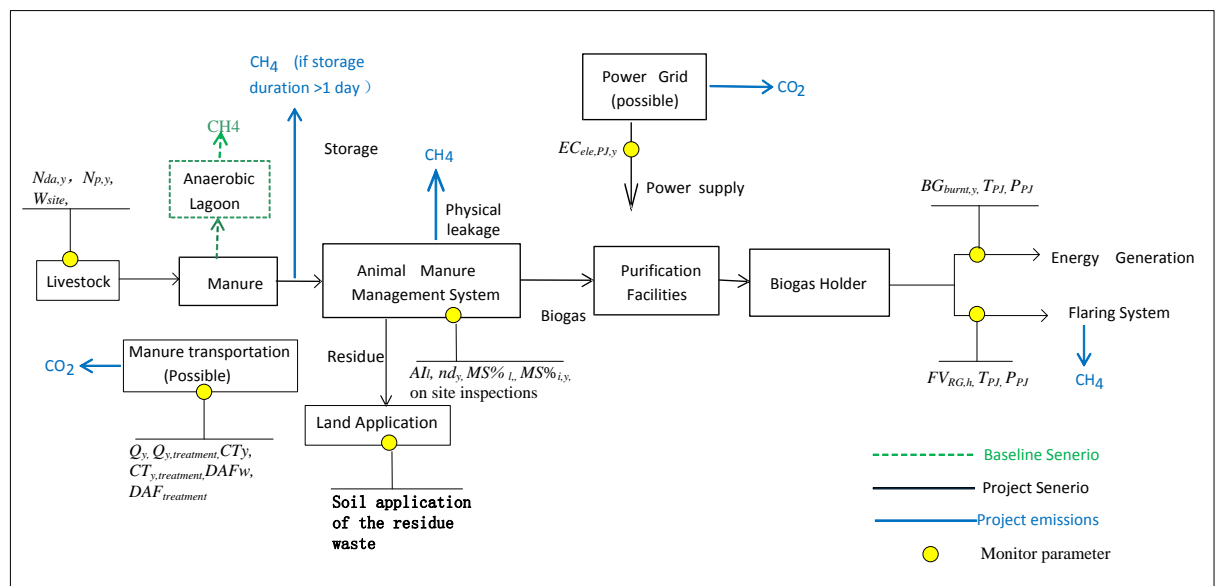 CH4 (if storage
duration >1 day )
Power Grid
(possible)
CO2
CH4
Storage
ECele,PJ,y
CH4
Nda,y, Np,y,
Wsite,
Anaerobic
Lagoon
Power supply
BGburnt,y, TPJ, PPJ
Physical
leakage
Livestock
Manure
Animal Manure
Management System
Purification
Facilities
Biogas Holder
Energy Generation
Biogas
Flaring System
Manure transportation
(Possible)
CO2
Residue
AIl, ndy, MS% l,, MS%i,y,
on site inspections
FVRG,h, TPJ, PPJ
CH4
Land Application
Qy, Qy,treatment,CTy,
CTy,treatment,DAFw,
DAFtreatment
Soil application
of the residue
waste
Baseline Senerio
Project Senerio
Project emissions
Monitor parameter